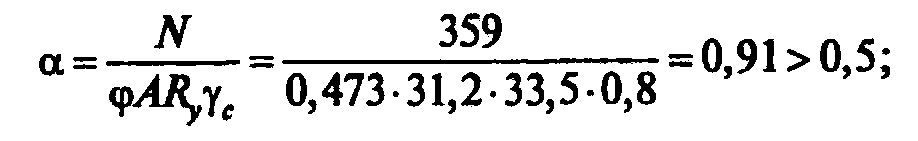 α = N / φAR_yγ_c = 359 / 0,473·31,2·33,5·0,8 = 0,91 > 0,5;